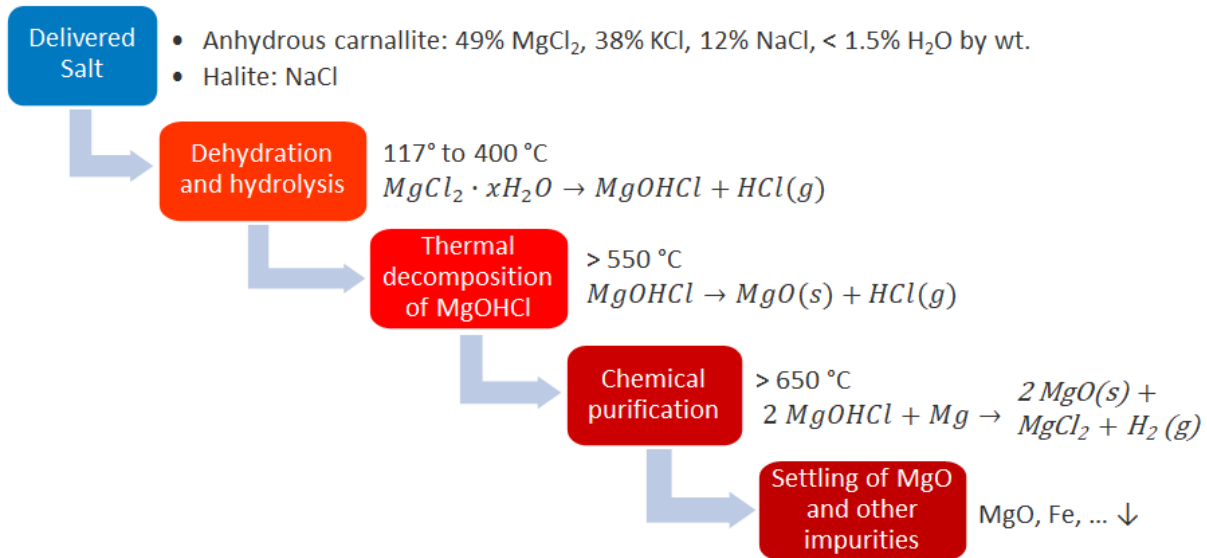 Delivered
Salt
• Anhydrous carnallite: 49% MgCl₂, 38% KCl, 12% NaCl, < 1.5% H₂O by wt.
• Halite: NaCl
Dehydration
and hydrolysis
117° to 400 °C
MgCl₂ · xH₂O → MgOHCl + HCl(g)
Thermal
decomposition
of MgOHCl
> 550 °C
MgOHCl → MgO(s) + HCl(g)
Chemical
purification
> 650 °C
2 MgOHCl + Mg → 2 MgO(s) +
MgCl₂ + H₂ (g)
Settling of MgO
and other
impurities
MgO, Fe, ... ↓